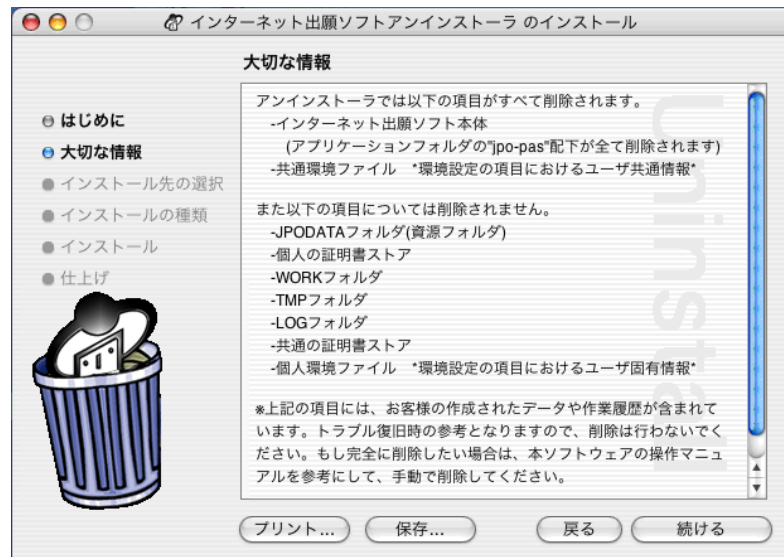 インターネット出願ソフトアンインストーラ のインストール
大切な情報
はじめに
大切な情報
インストール先の選択
インストールの種類
インストール
仕上げ
アンインストーラでは以下の項目がすべて削除されます。
-インターネット出願ソフト本体
(アプリケーションフォルダの"jpo-pas"配下が全て削除されます)
-共通環境ファイル *環境設定の項目におけるユーザ共通情報*
また以下の項目については削除されません。
-JPODATAフォルダ(資源フォルダ)
-個人の証明書ストア
-WORKフォルダ
-TMPフォルダ
-LOGフォルダ
-共通の証明書ストア
-個人環境ファイル *環境設定の項目におけるユーザ固有情報*
※上記の項目には、お客様の作成されたデータや作業履歴が含まれて
います。トラブル復旧時の参考となりますので、削除は行わないでく
ださい。もし完全に削除したい場合は、本ソフトウェアの操作マニュ
アルを参考にして、手動で削除してください。
Uninstall
プリント... 保存... 戻る 続ける